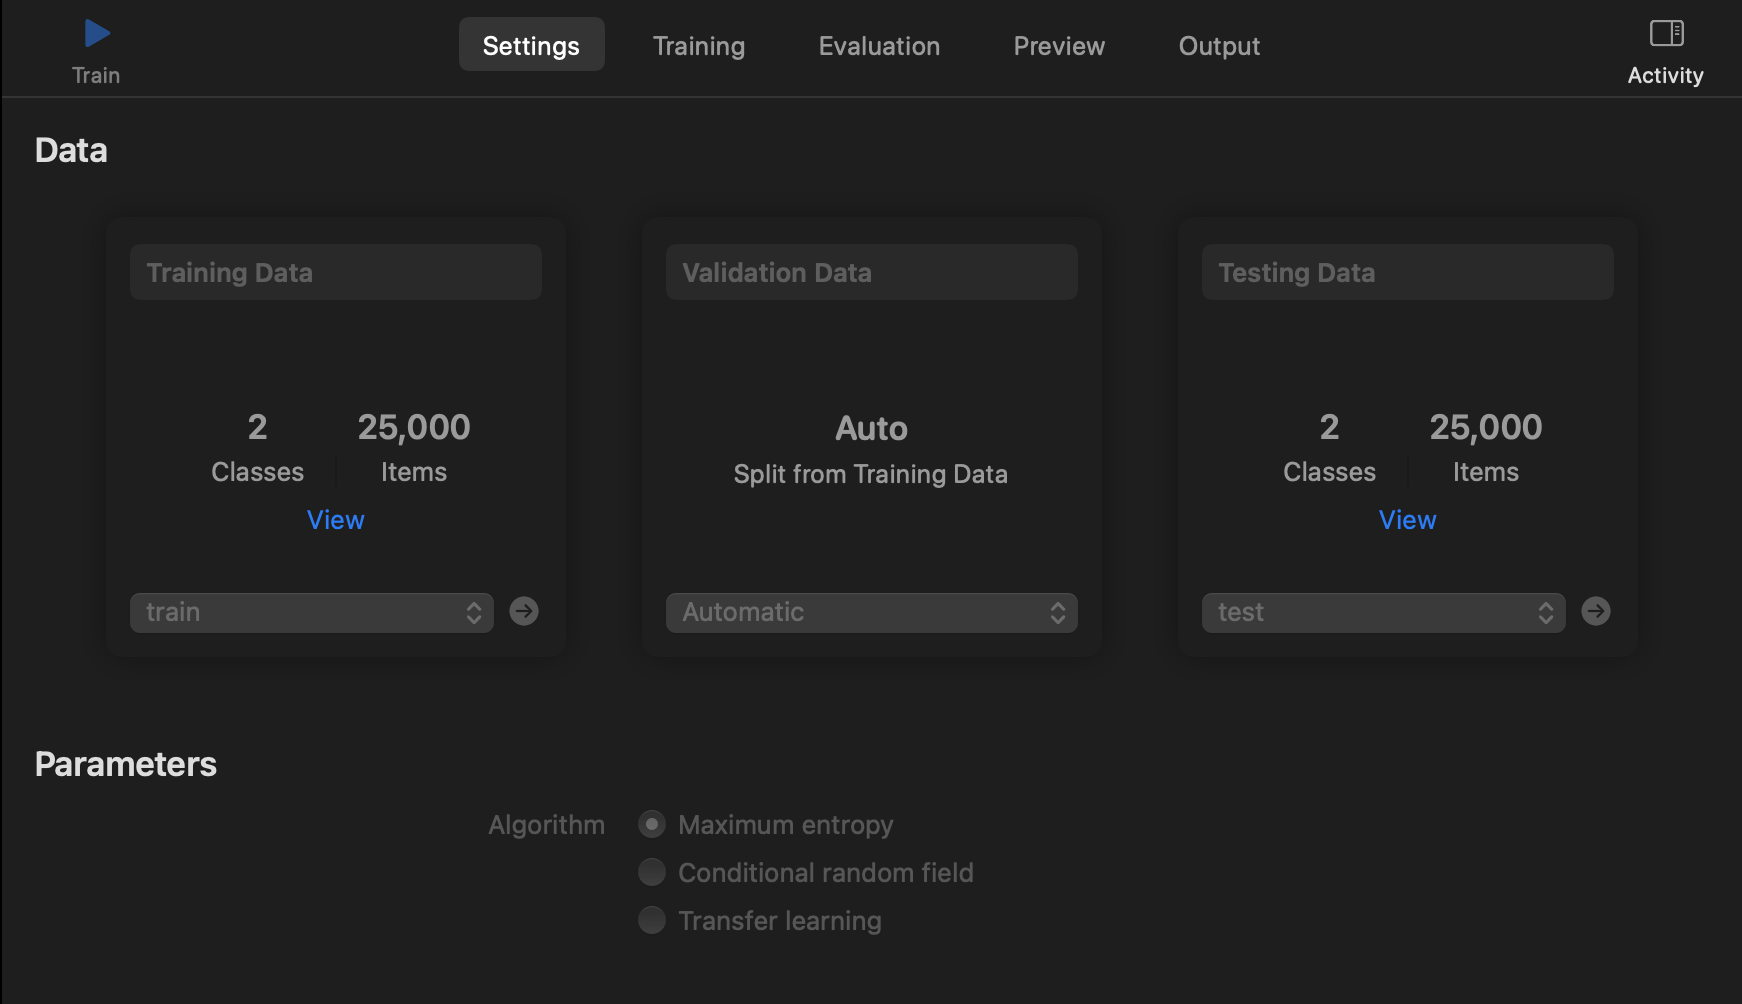 Train
Settings
Training
Evaluation
Preview
Output
Activity
Data
Training Data
2
25,000
Classes
Items
View
train
Validation Data
Auto
Split from Training Data
Automatic
Testing Data
2
25,000
Classes
Items
View
test
Parameters
Algorithm
Maximum entropy
Conditional random field
Transfer learning